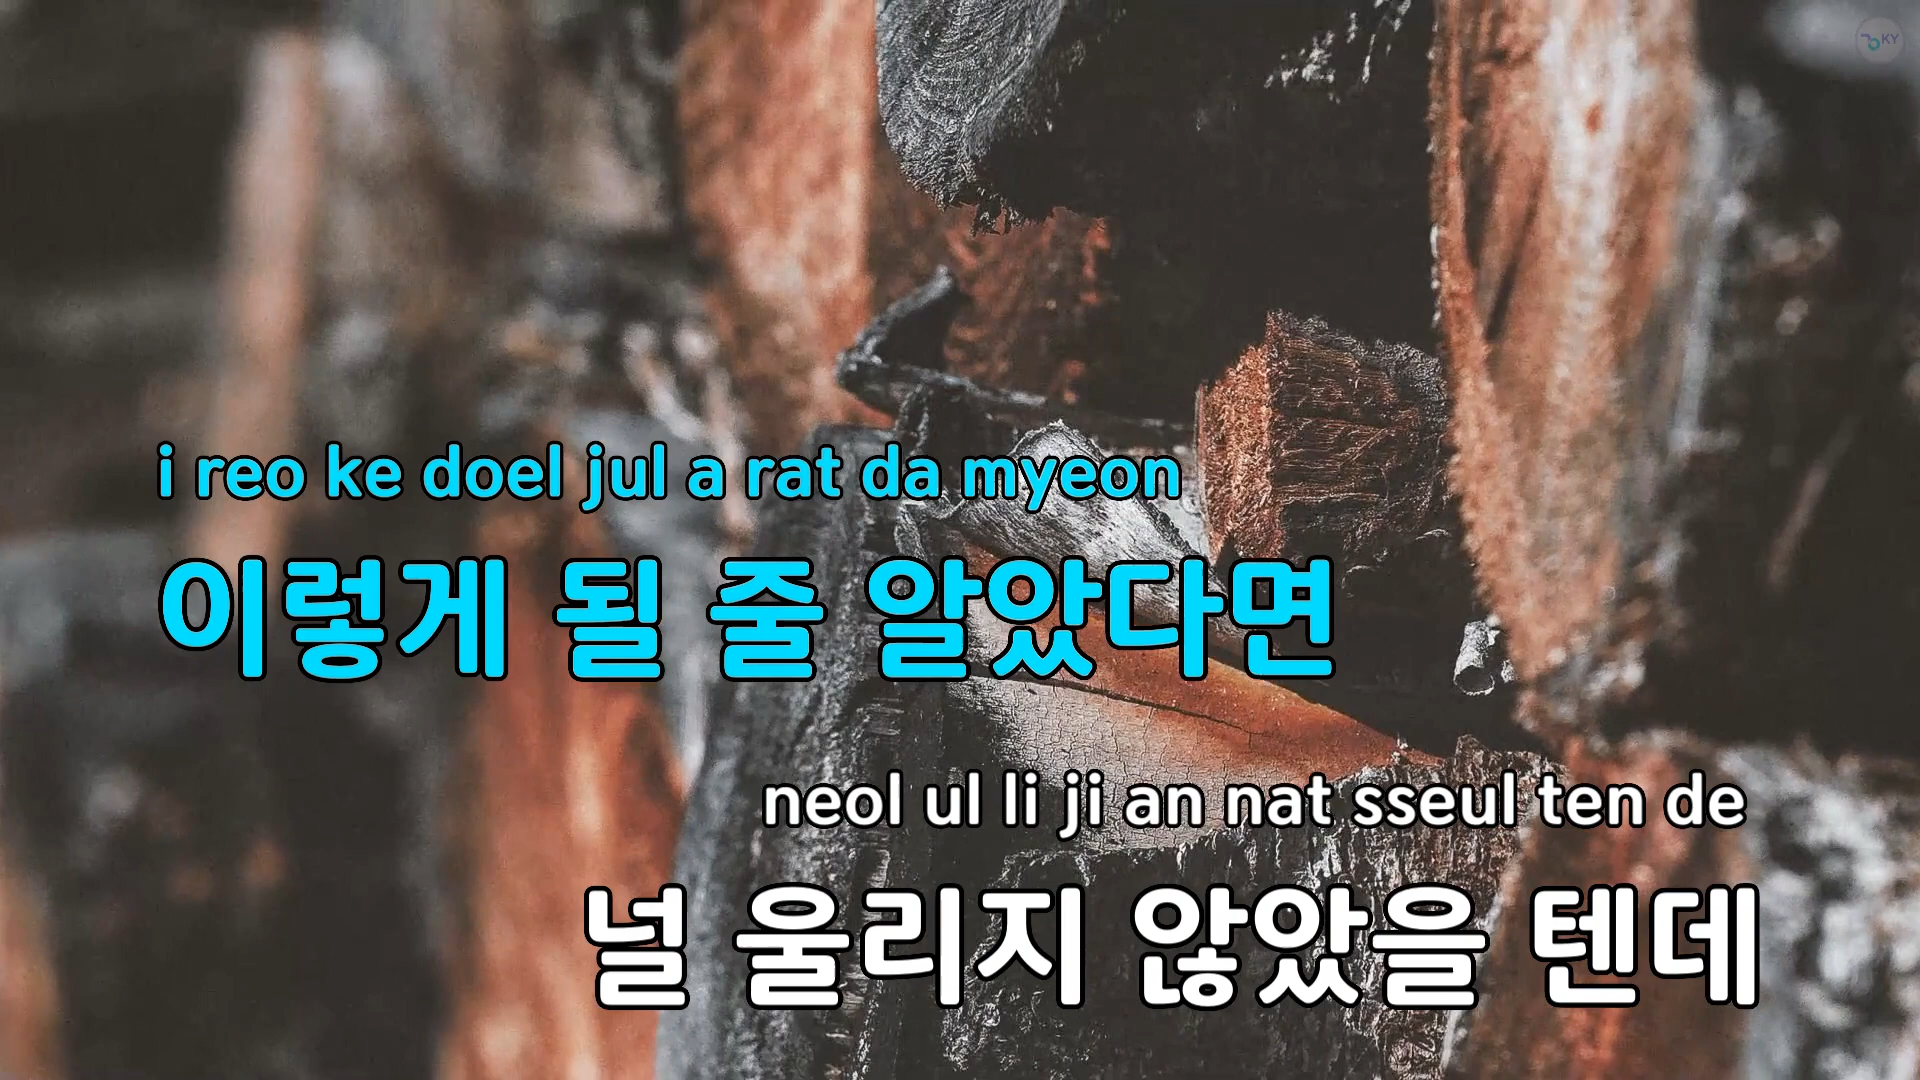 KY
i reo ke doel jul a rat da myeon
이렇게 될 줄 알았다면
neol ul li ji an nat sseul ten de
널 울리지 않았을 텐데